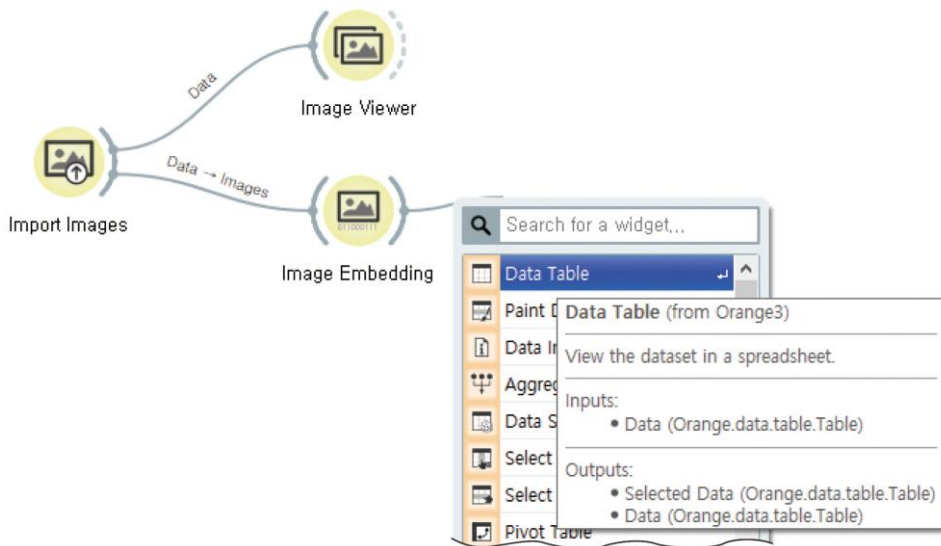 Data
Image Viewer
Data → Images
Import Images
011000111
Image Embedding
Search for a widget...
Data Table
Paint D
Data In
Aggreg
Data S
Select
Select
Pivot Table
Data Table (from Orange3)
View the dataset in a spreadsheet.
Inputs:
• Data (Orange.data.table.Table)
Outputs:
• Selected Data (Orange.data.table.Table)
• Data (Orange.data.table.Table)